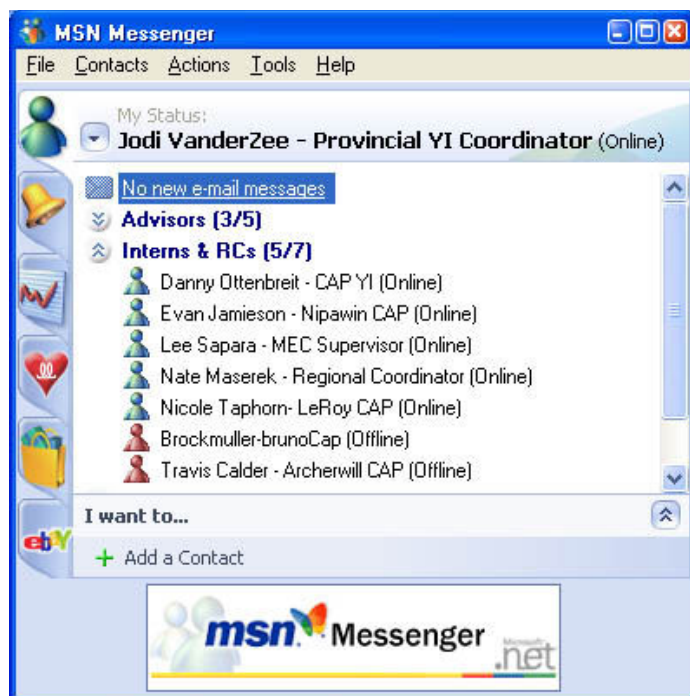 MSN Messenger
File Contacts Actions Tools Help
My Status:
Jodi VanderZee - Provincial YI Coordinator (Online)
No new e-mail messages
Advisors (3/5)
Interns & RCs (5/7)
Danny Ottenbreit - CAP YI (Online)
Evan Jamieson - Nipawin CAP (Online)
Lee Sapara - MEC Supervisor (Online)
Nate Maserek - Regional Coordinator (Online)
Nicole Taphorn- LeRoy CAP (Online)
Brockmuller-brunoCap (Offline)
Travis Calder - Archerwill CAP (Offline)
I want to...
ebY
+ Add a Contact
msn Messenger
Microsoft
.net